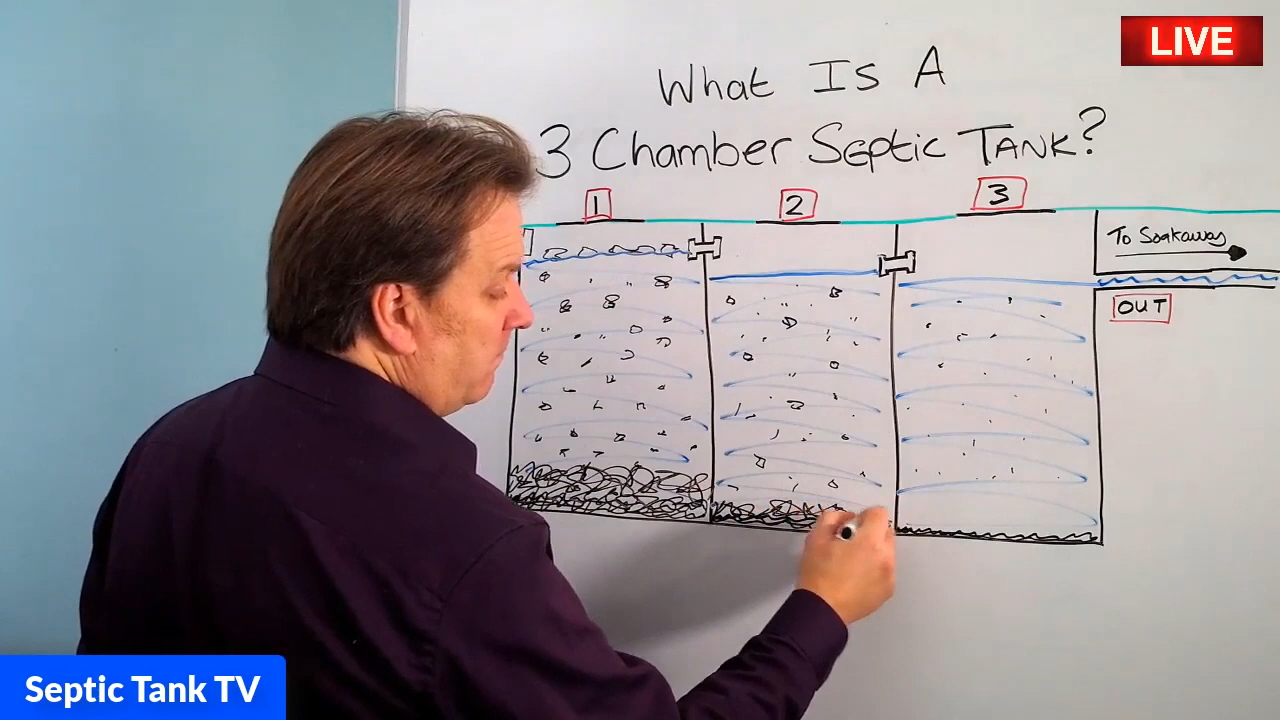 LIVE
What Is A
3 Chamber Septic Tank?
1
2
3
To Soakaway
OUT
Septic Tank TV